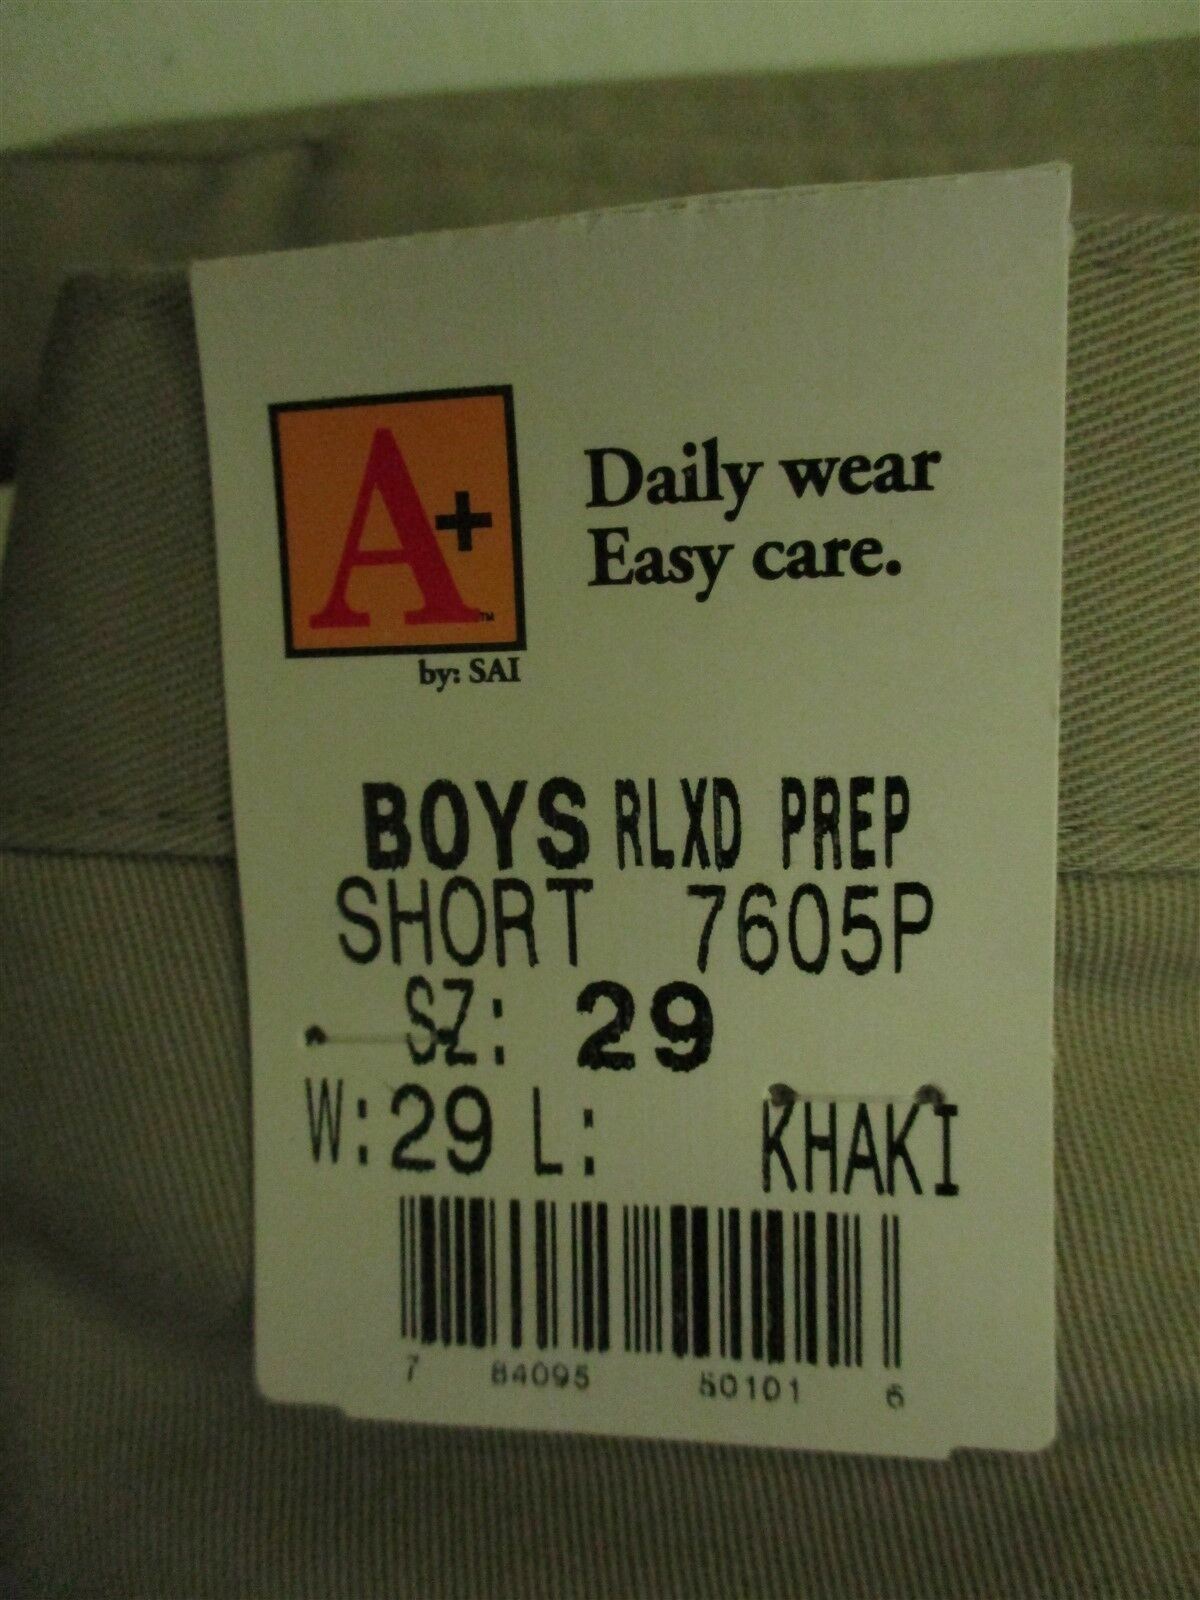 A+™
by: SAI
Daily wear
Easy care.
BOYS RLXD PREP
SHORT 7605P
SZ: 29
W: 29 L: KHAKI
7 84095 50101 6